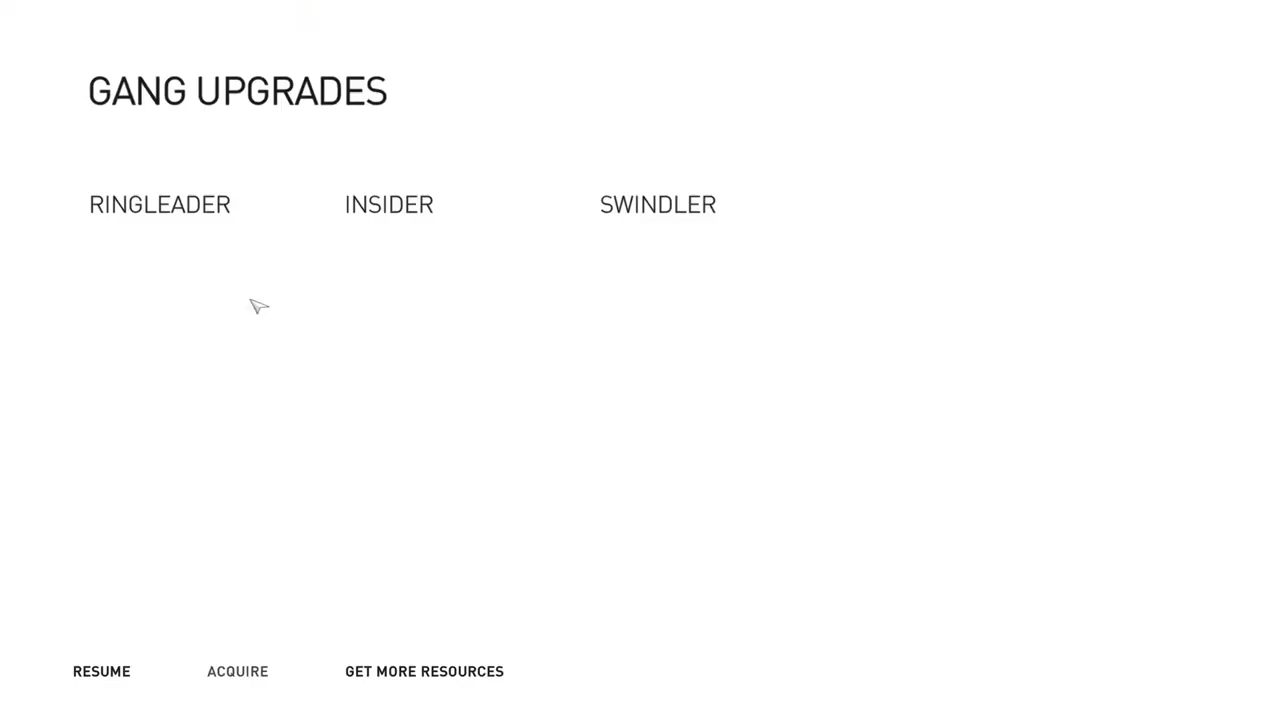 GANG UPGRADES
RINGLEADER INSIDER SWINDLER
RESUME ACQUIRE GET MORE RESOURCES